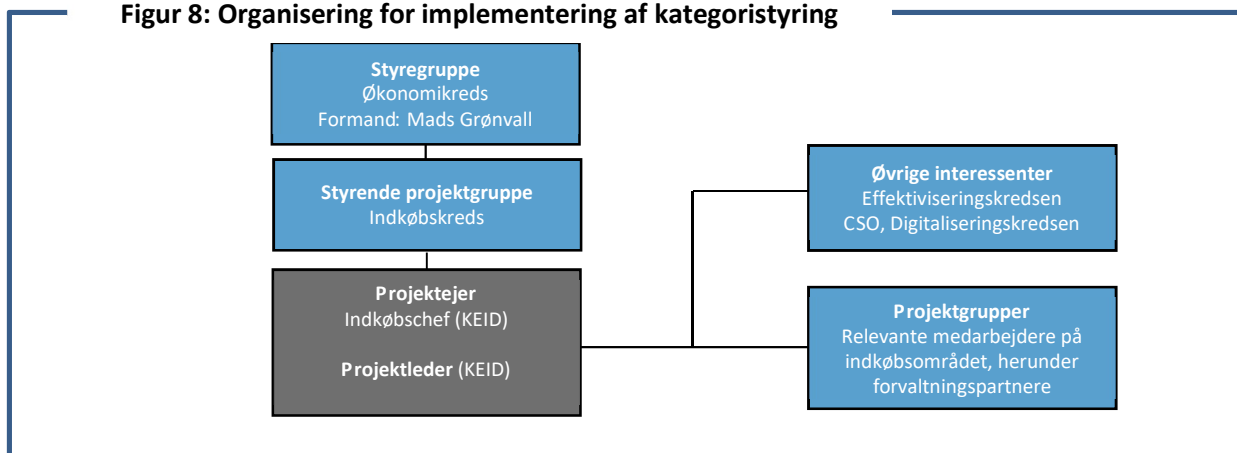 Figur 8: Organisering for implementering af kategoristyring
Styregruppe
Økonomikreds
Formand: Mads Grønvall
Styrende projektgruppe
Indkøbskreds
Projektejer
Indkøbschef (KEID)
Projektleder (KEID)
Øvrige interessenter
Effektiviseringskredsen
CSO, Digitaliseringskredsen
Projektgrupper
Relevante medarbejdere på
indkøbsområdet, herunder
forvaltningspartnere